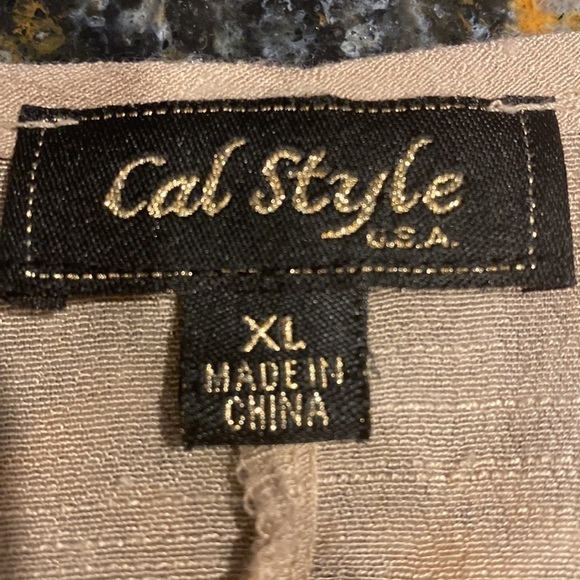 Cal Style
U.S.A.
XL
MADE IN
CHINA